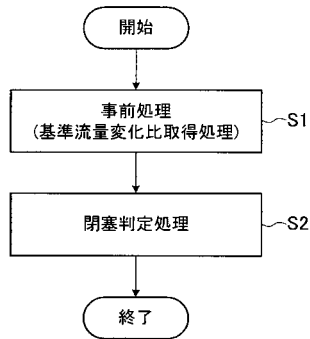 開始
事前処理
(基準流量変化比取得処理)
S1
閉塞判定処理
S2
終了